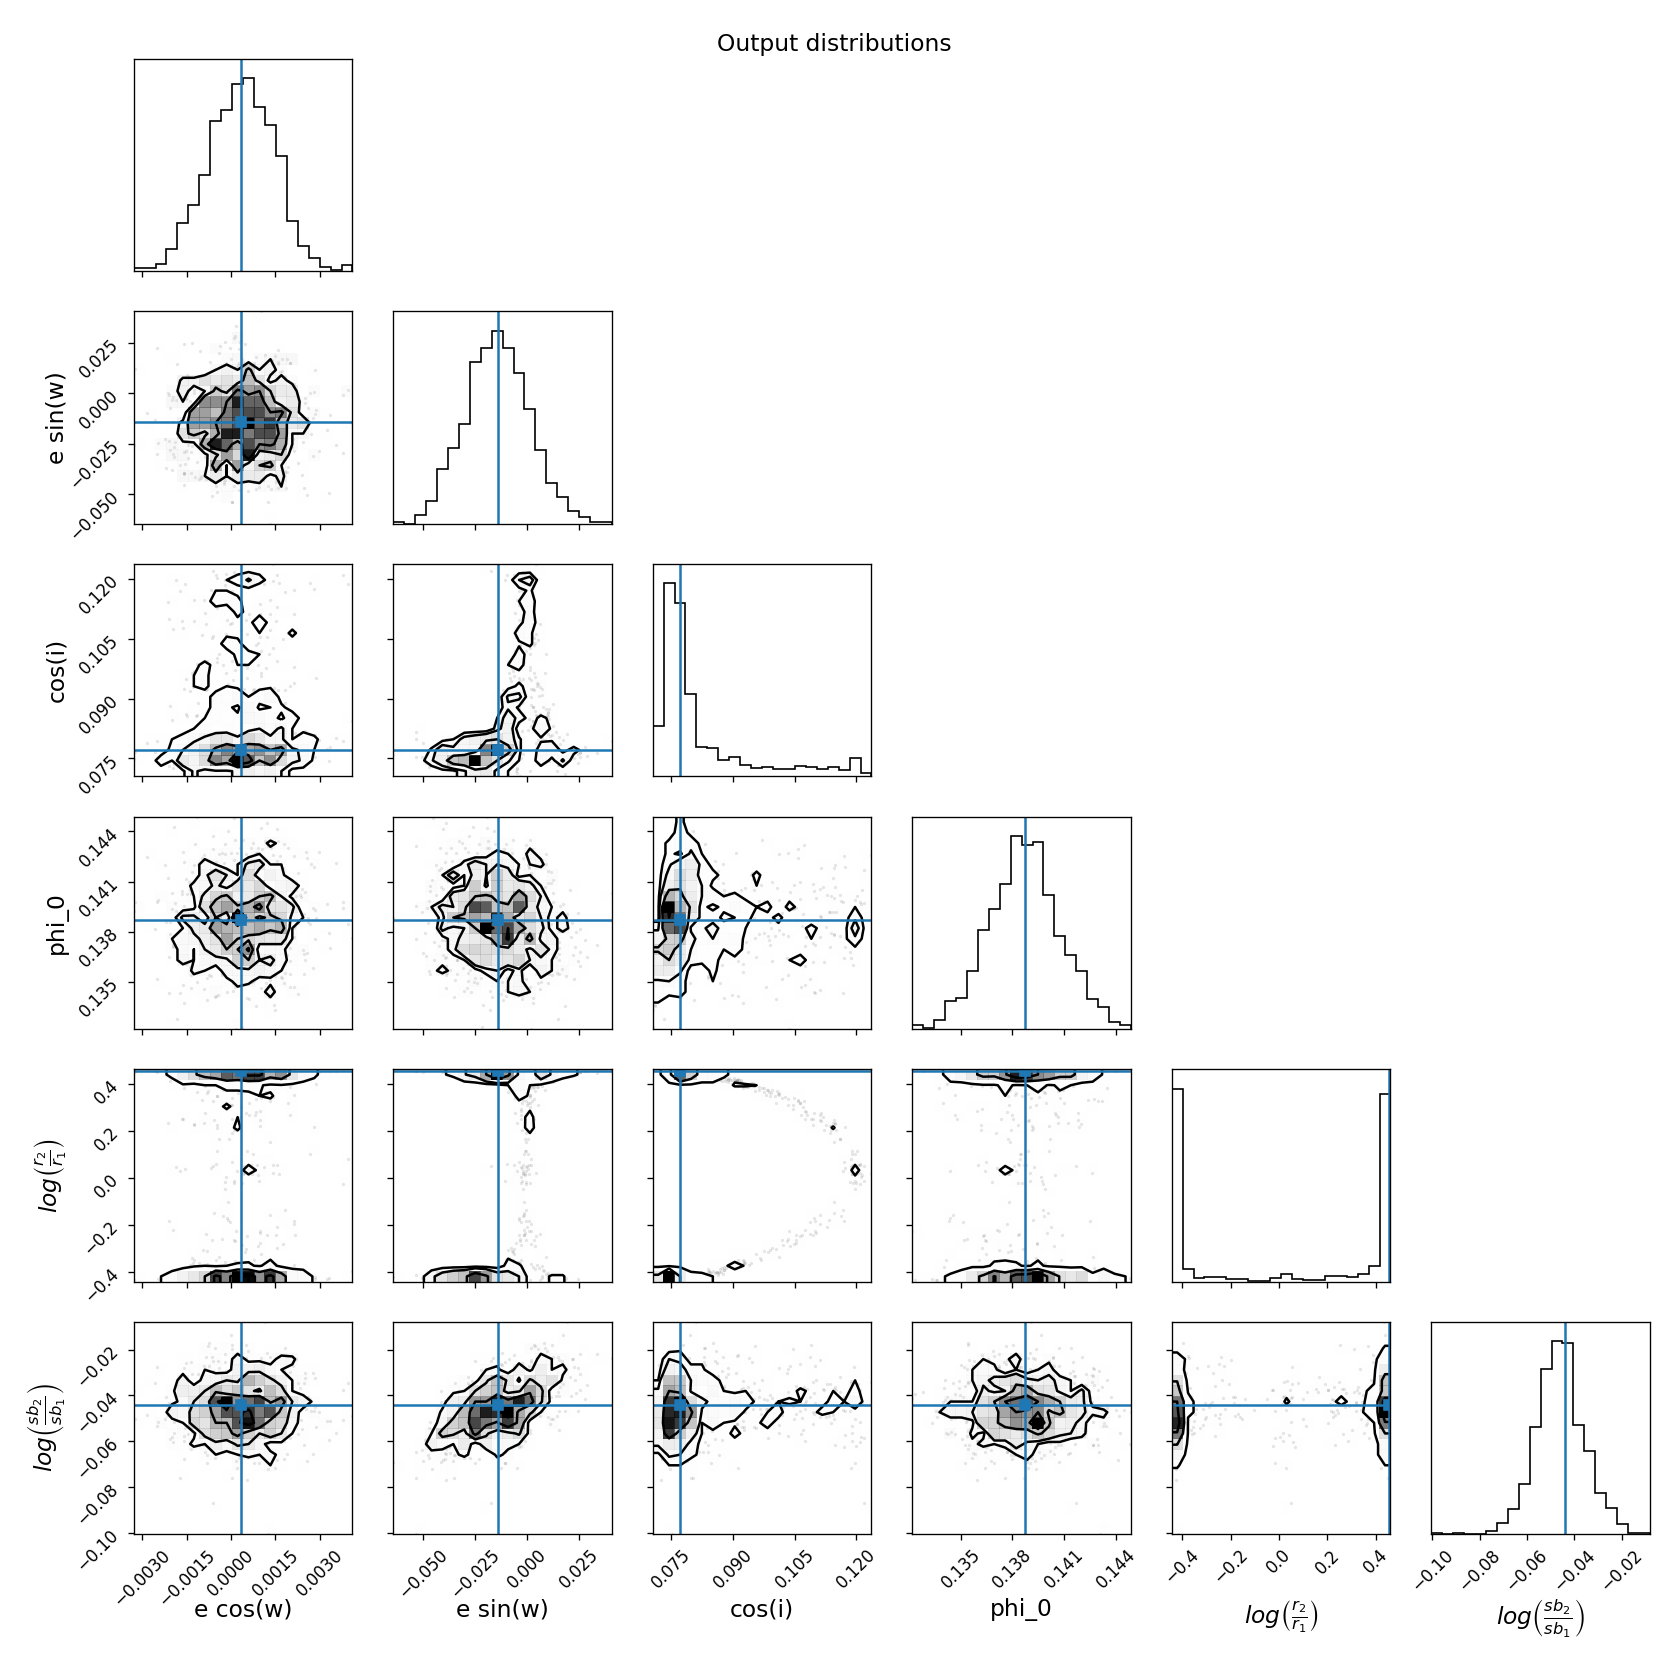 Output distributions
e sin(w)
0.025
0.000
−0.025
−0.050
cos(i)
0.120
0.105
0.090
0.075
phi_0
0.144
0.141
0.138
0.135
log(r2/r1)
0.4
0.2
0.0
−0.2
−0.4
log(sb2/sb1)
−0.02
−0.04
−0.06
−0.08
−0.10
−0.0030 −0.0015 0.0000 0.0015 0.0030
−0.050 −0.025 0.000 0.025
0.075 0.090 0.105 0.120
0.135 0.138 0.141 0.144
−0.4 −0.2 0.0 0.2 0.4
−0.10 −0.08 −0.06 −0.04 −0.02
e cos(w)
e sin(w)
cos(i)
phi_0
log(r2/r1)
log(sb2/sb1)